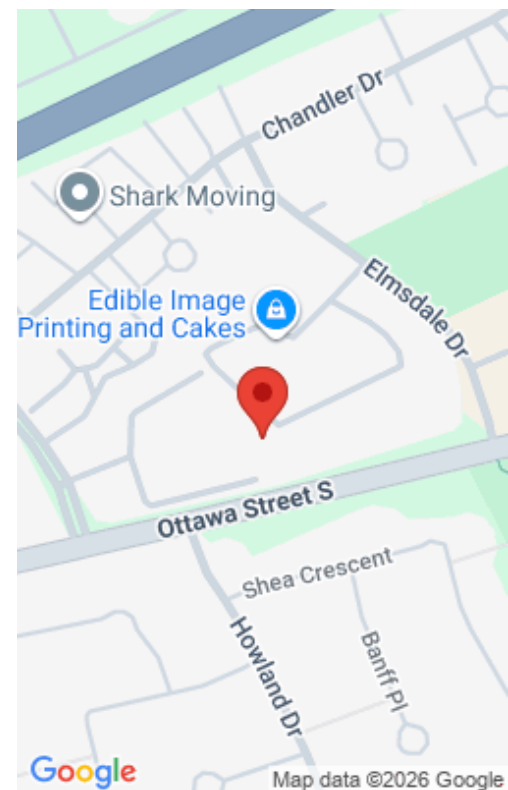 Chandler Dr
Shark Moving
Elmsdale Dr
Edible Image
Printing and Cakes
Ottawa Street S
Shea Crescent
Howland Dr
Banff Pl
Google
Map data ©2026 Google